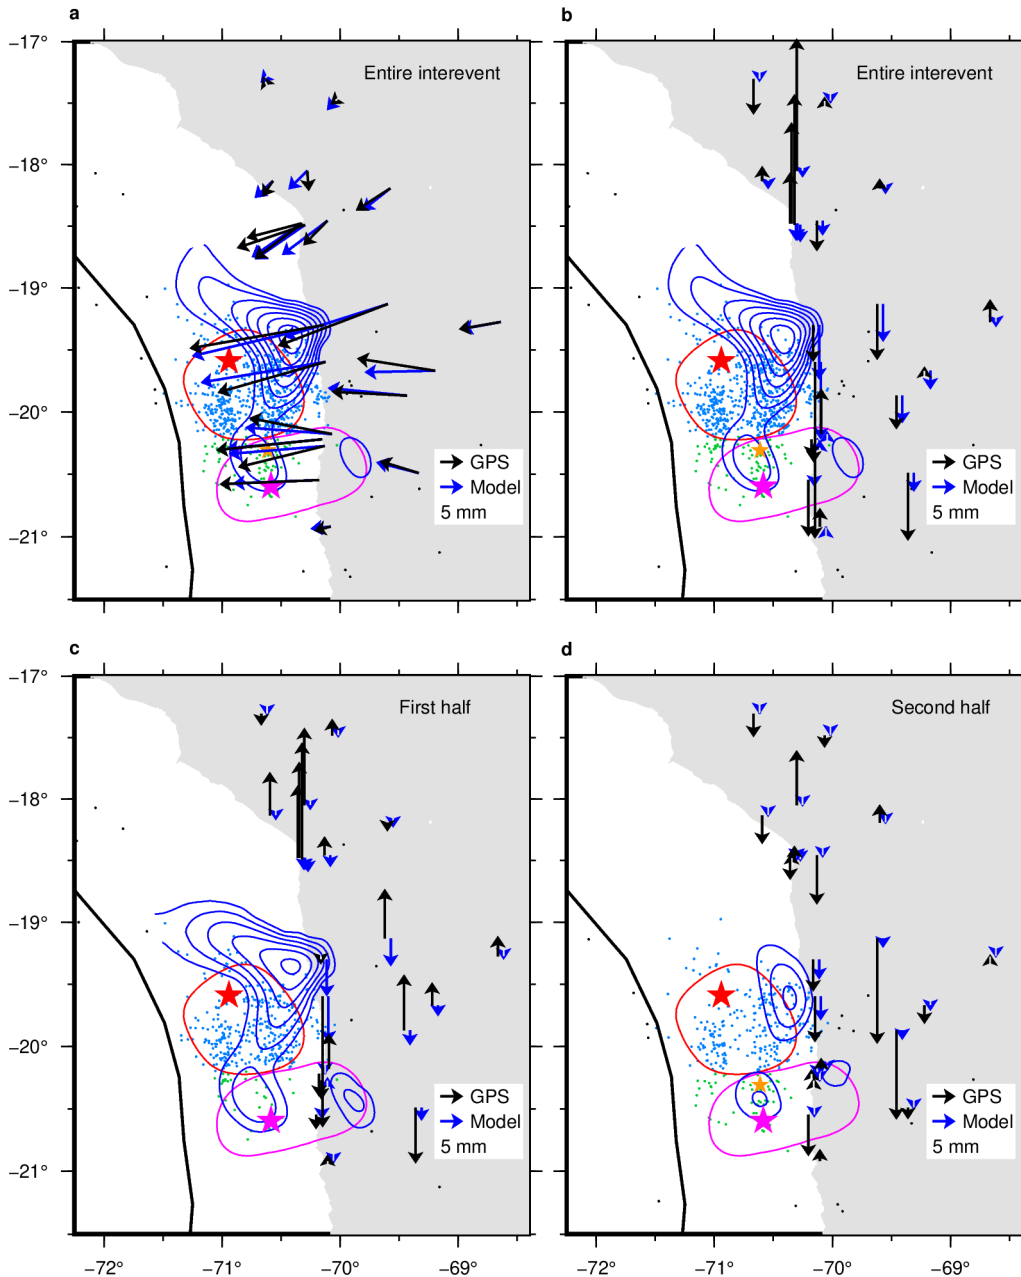 a
b
−17°
−18°
−19°
−20°
−21°
Entire interevent
GPS
Model
5 mm
Entire interevent
GPS
Model
5 mm
c
d
−17°
−18°
−19°
−20°
−21°
First half
GPS
Model
5 mm
Second half
GPS
Model
5 mm
−72°
−71°
−70°
−69°
−72°
−71°
−70°
−69°